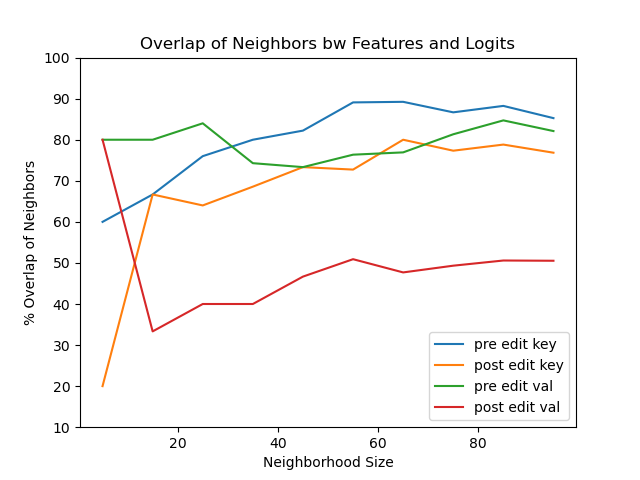 Overlap of Neighbors bw Features and Logits
100
90
80
70
60
50
40
30
20
10
% Overlap of Neighbors
20 40 60 80
Neighborhood Size
pre edit key
post edit key
pre edit val
post edit val